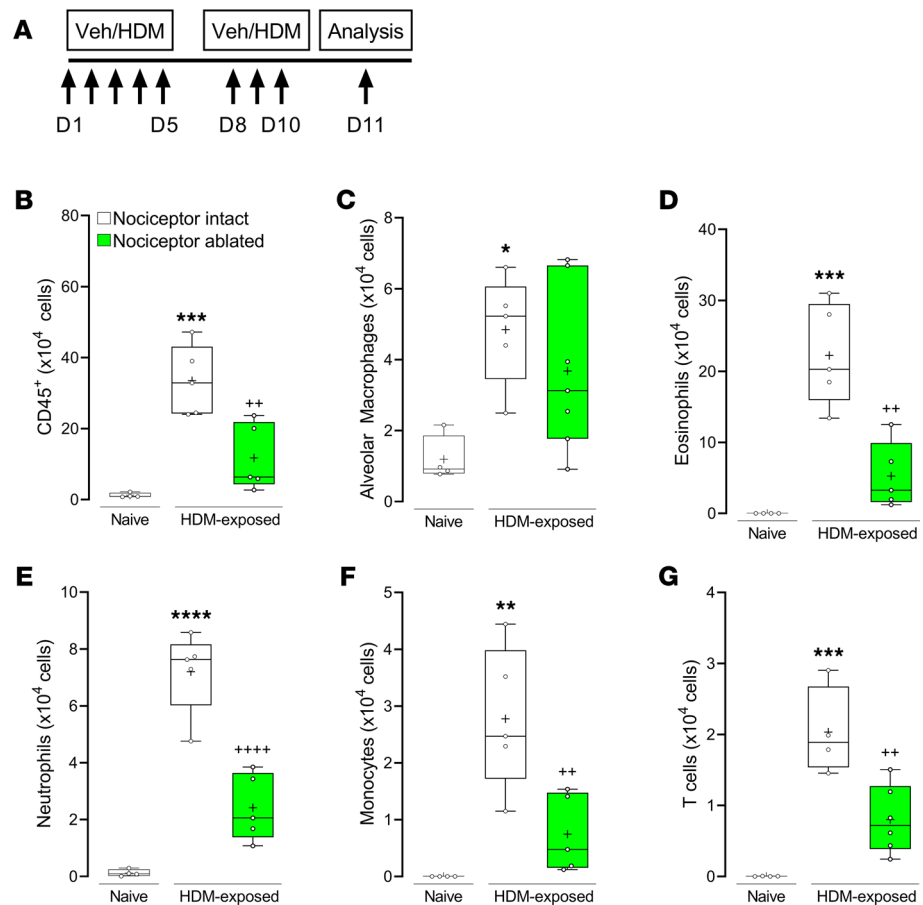 A
Veh/HDM Veh/HDM Analysis
D1 D5 D8 D10 D11
B
Nociceptor intact
Nociceptor ablated
CD45⁺ (x10⁴ cells)
80
60
40
20
0
***
++
Naive HDM-exposed
C
Alveolar Macrophages (x10⁴ cells)
8
6
4
2
0
*
Naive HDM-exposed
D
Eosinophils (x10⁴ cells)
40
30
20
10
0
***
++
Naive HDM-exposed
E
Neutrophils (x10⁴ cells)
10
8
6
4
2
0
****
++++
Naive HDM-exposed
F
Monocytes (x10⁴ cells)
5
4
3
2
1
0
**
++
Naive HDM-exposed
G
T cells (x10⁴ cells)
4
3
2
1
0
***
++
Naive HDM-exposed